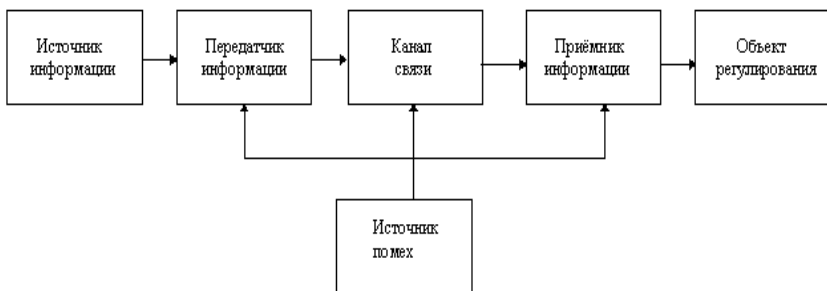 Источник
информации
Передатчик
информации
Канал
связи
Приёмник
информации
Объект
регулирования
Источник
помех